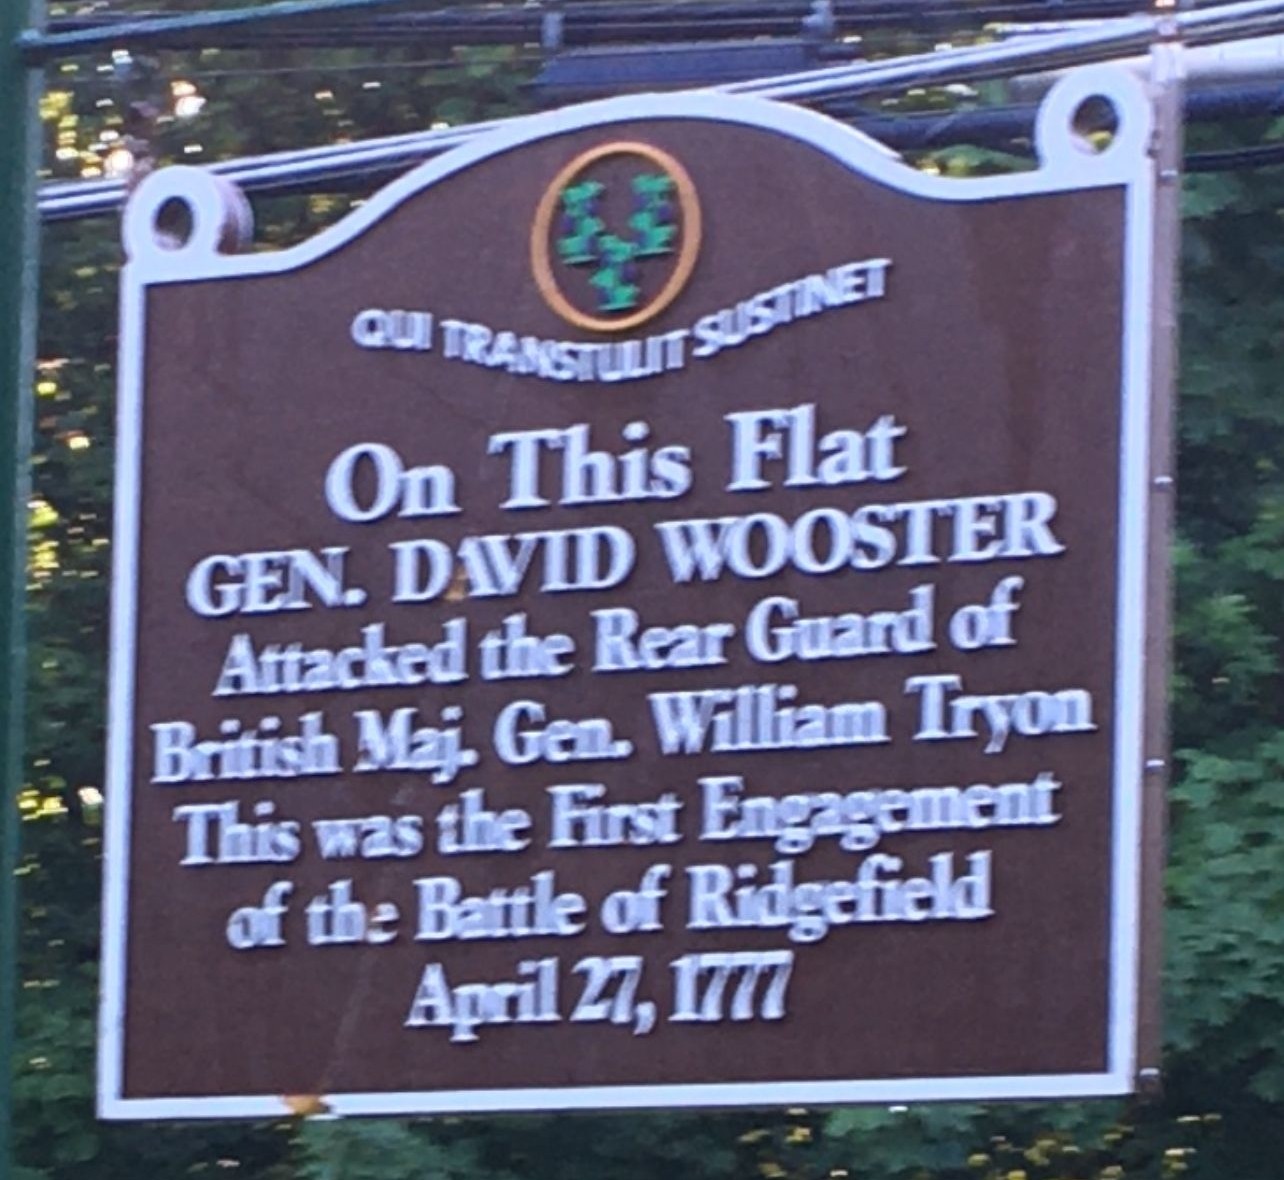 QUI TRANSTULIT SUSTINET
On This Flat
GEN. DAVID WOOSTER
Attacked the Rear Guard of
British Maj. Gen. William Tryon
This was the First Engagement
of the Battle of Ridgefield
April 27, 1777